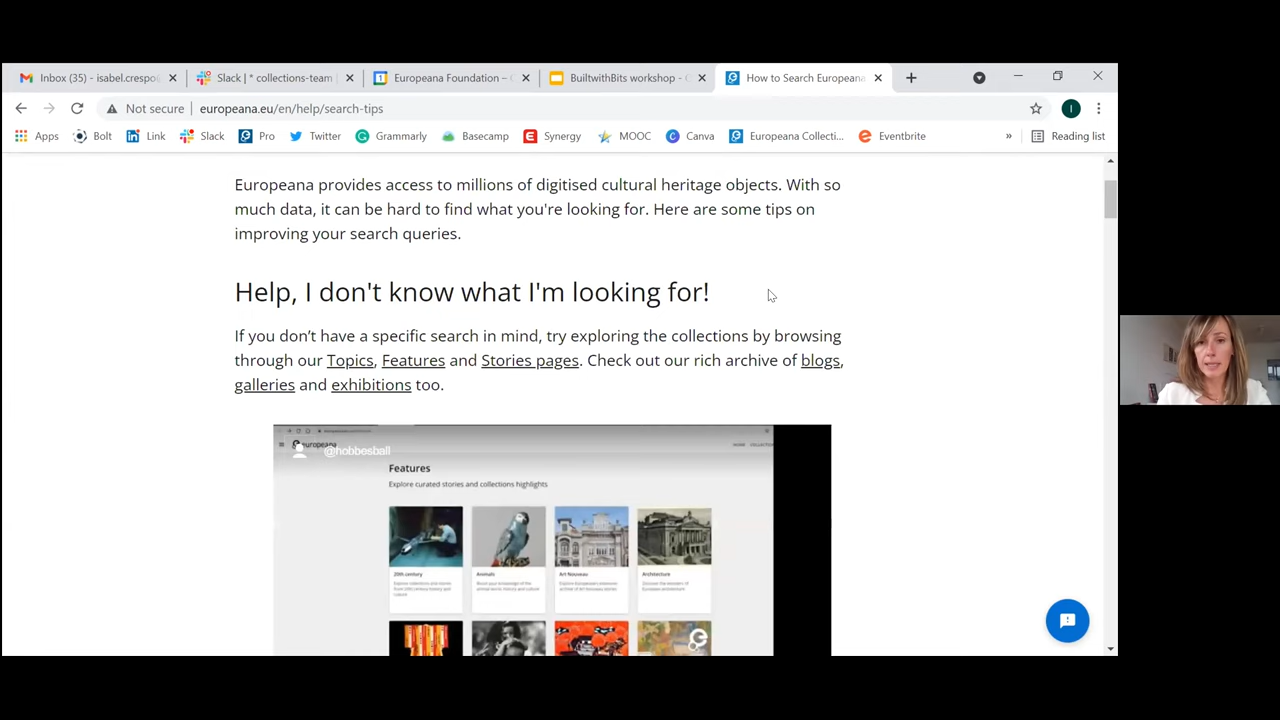 Inbox (35) - isabel.crespo
Slack | * collections-team
Europeana Foundation – C
BuiltwithBits workshop - G
How to Search Europeana
Not secure
europeana.eu/en/help/search-tips
Apps
Bolt
Link
Slack
Pro
Twitter
Grammarly
Basecamp
Synergy
MOOC
Canva
Europeana Collecti...
Eventbrite
»
Reading list
I
Europeana provides access to millions of digitised cultural heritage objects. With so
much data, it can be hard to find what you're looking for. Here are some tips on
improving your search queries.
Help, I don't know what I'm looking for!
If you don’t have a specific search in mind, try exploring the collections by browsing
through our Topics, Features and Stories pages. Check out our rich archive of blogs,
galleries and exhibitions too.
europeana
@hobbesball
HOME
Features
Explore curated stories and collections highlights
20th century
Animals
Art Nouveau
Architecture